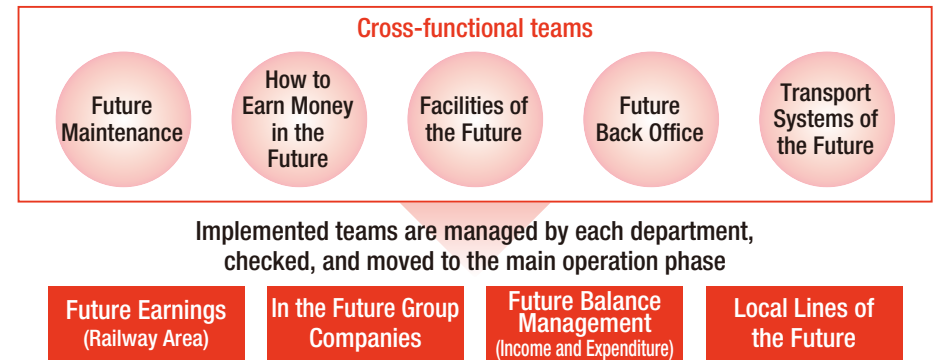 Cross-functional teams
Future
Maintenance
How to
Earn Money
in the
Future
Facilities of
the Future
Future
Back Office
Transport
Systems of
the Future
Implemented teams are managed by each department,
checked, and moved to the main operation phase
Future Earnings
(Railway Area)
In the Future Group
Companies
Future Balance
Management
(Income and Expenditure)
Local Lines of
the Future